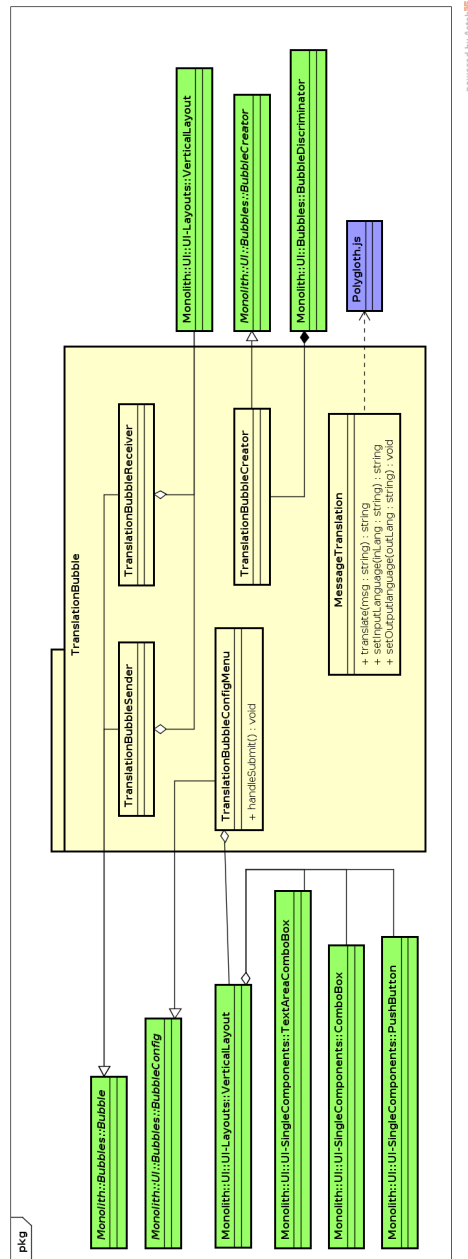 pkg
Monolith::Bubbles::Bubble
Monolith::UI::Bubbles::BubbleConfig
Monolith::UI::UI-Layouts::VerticalLayout
Monolith::UI::UI-SingleComponents::TextAreaComboBox
Monolith::UI::UI-SingleComponents::ComboBox
Monolith::UI::UI-SingleComponents::PushButton
TranslationBubble
TranslationBubbleSender
TranslationBubbleReceiver
TranslationBubbleConfigMenu
+ handleSubmit() : void
TranslationBubbleCreator
MessageTranslation
+ translate(msg : string) : string
+ setInputLanguage(inLang : string) : string
+ setOutputlanguage(outLang : string) : void
Monolith::UI::UI-Layouts::VerticalLayout
Monolith::UI::Bubbles::BubbleCreator
Monolith::UI::Bubbles::BubbleDiscriminator
Polygloth.js